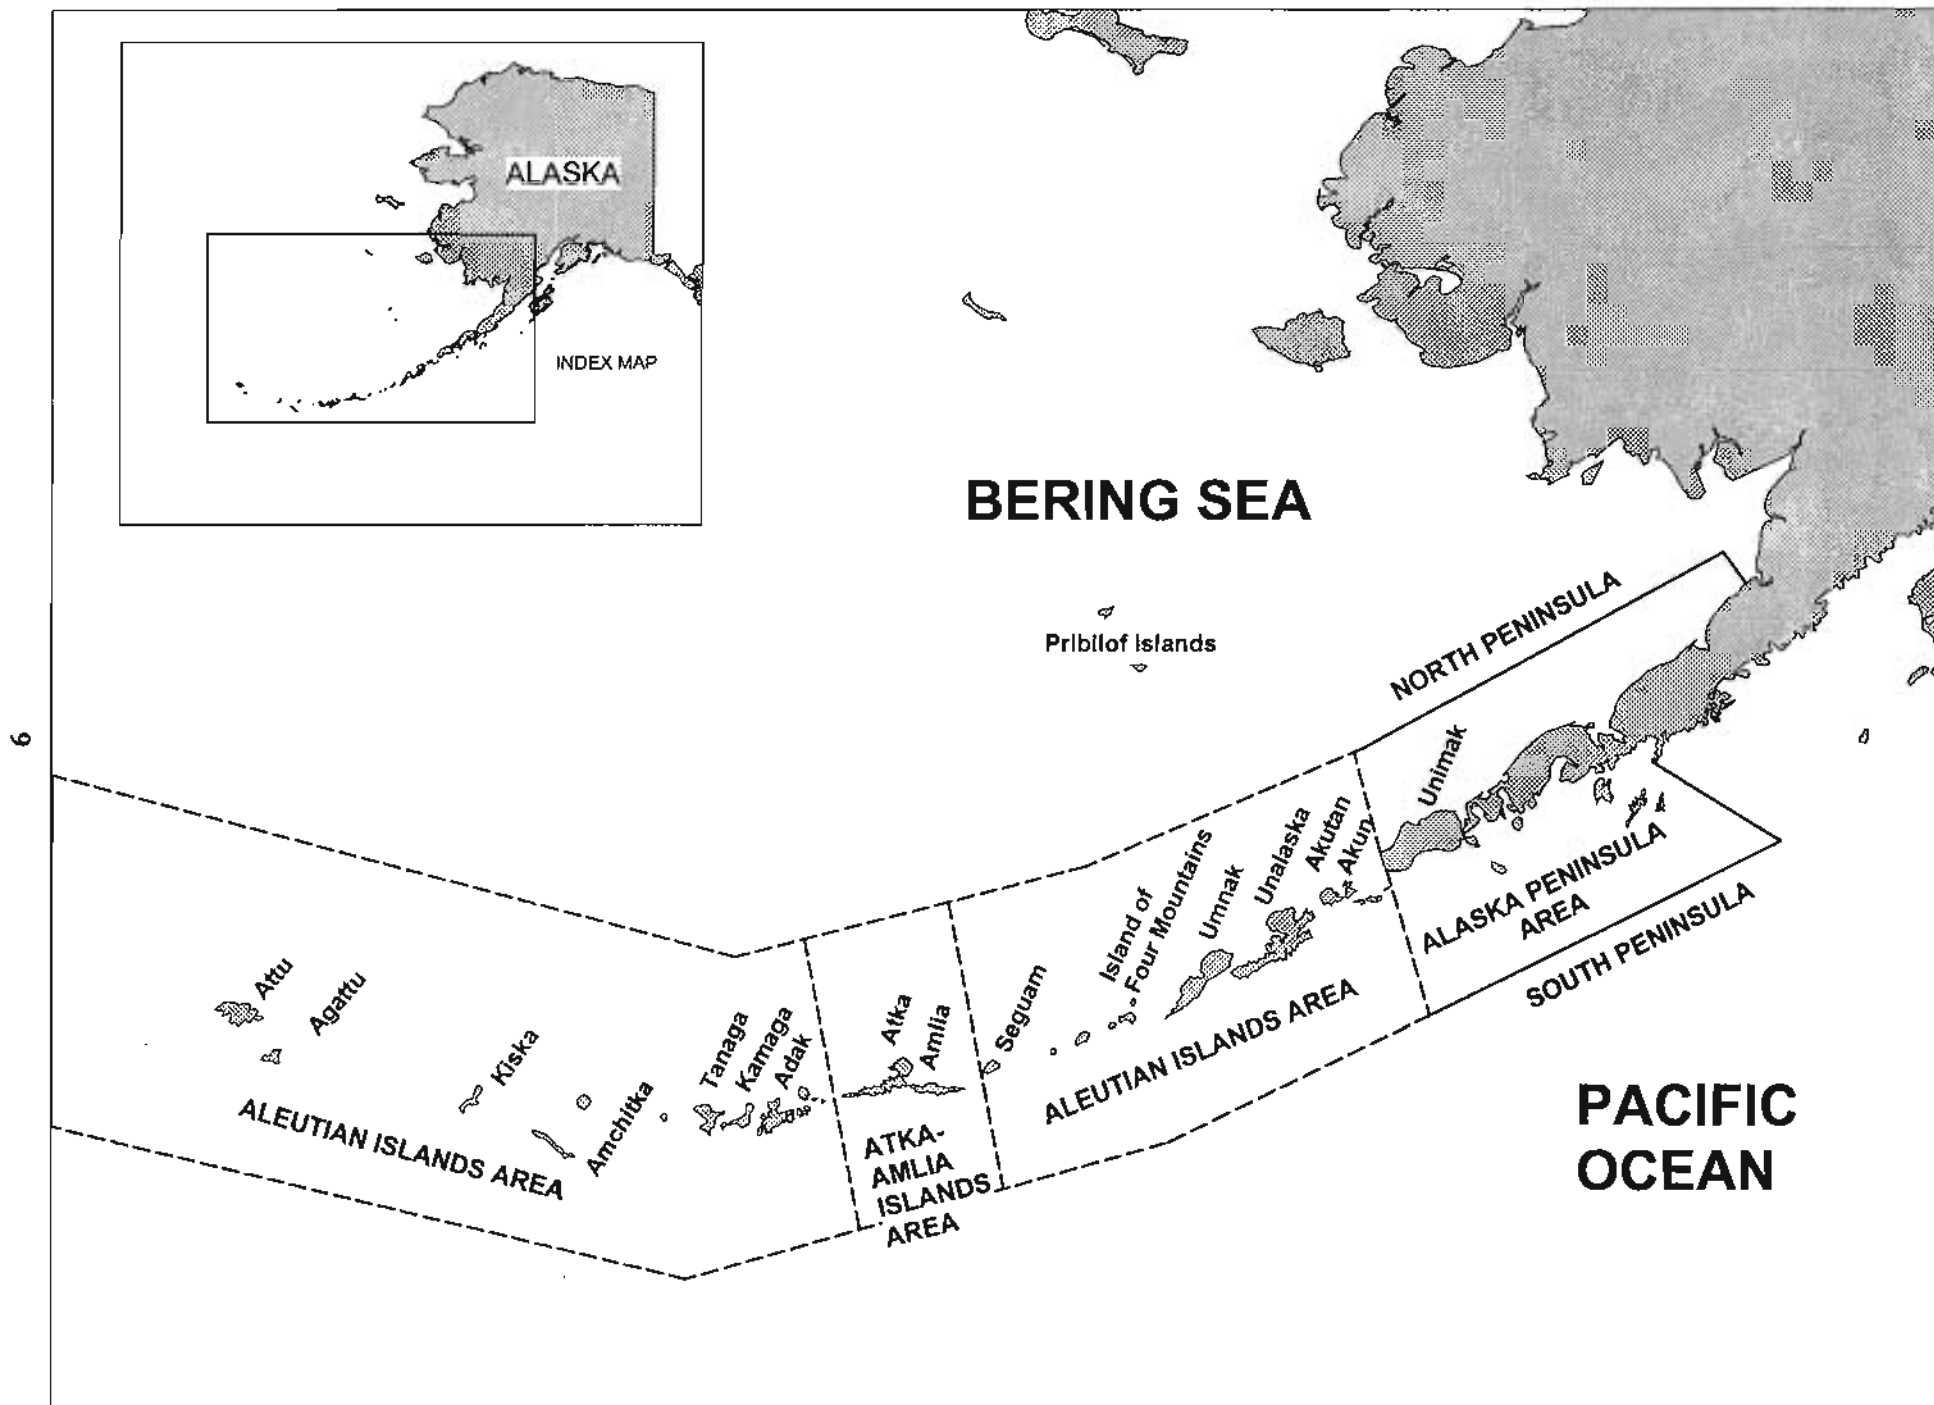 ALASKA
INDEX MAP
BERING SEA
Pribilof Islands
NORTH PENINSULA
6
Unimak
Akutan
Akun
Unalaska
Umnak
Island of
Four Mountains
ALASKA PENINSULA
AREA
SOUTH PENINSULA
Attu
Agattu
Kiska
Amchitka
Tanaga
Kamaga
Adak
Atka
Amlia
Seguam
ALEUTIAN ISLANDS AREA
ALEUTIAN ISLANDS AREA
ATKA-
AMLIA
ISLANDS
AREA
PACIFIC
OCEAN